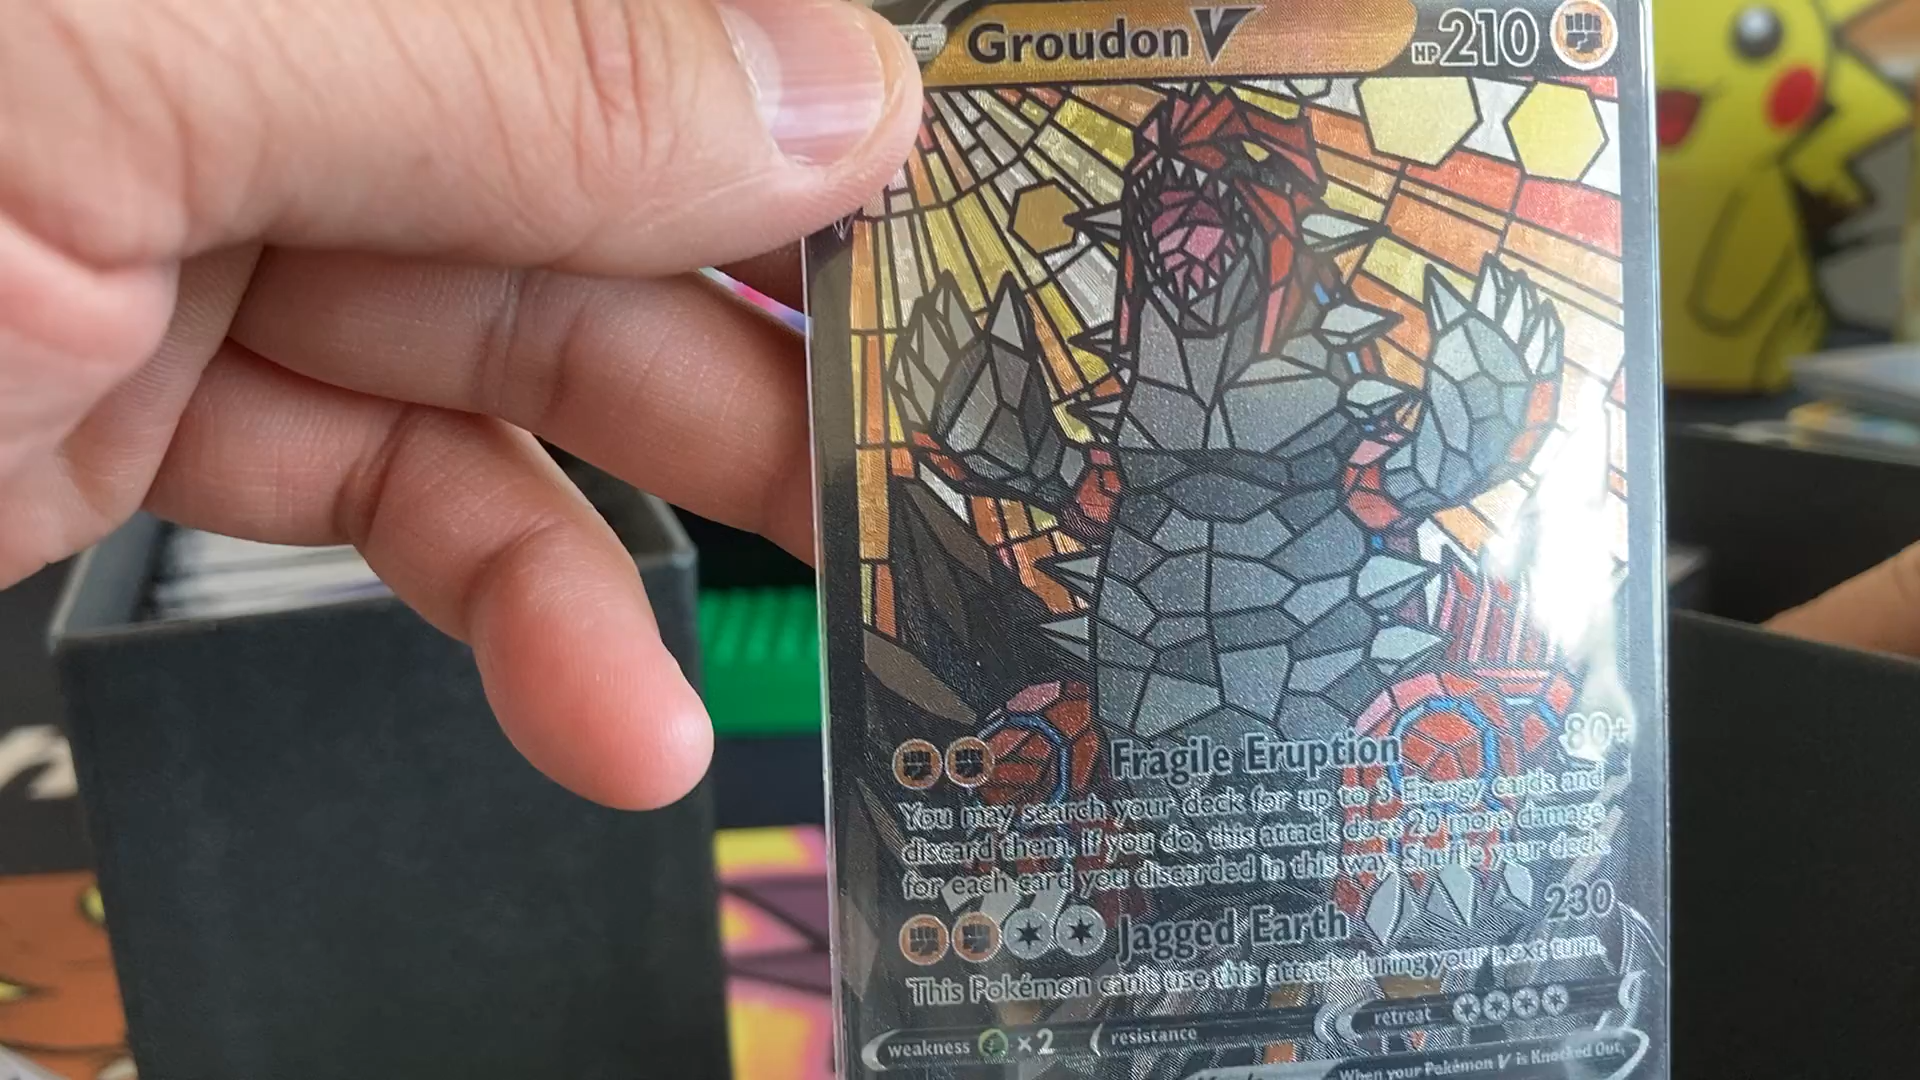 Groudon V HP 210
Fragile Eruption 80+
You may search your deck for up to 3 Energy cards and
discard them. If you do, this attack does 20 more damage
for each card you discarded in this way. Shuffle your deck.
Jagged Earth 230
This Pokémon can't use this attack during your next turn.
weakness ×2 resistance retreat
When your Pokémon V is Knocked Out,